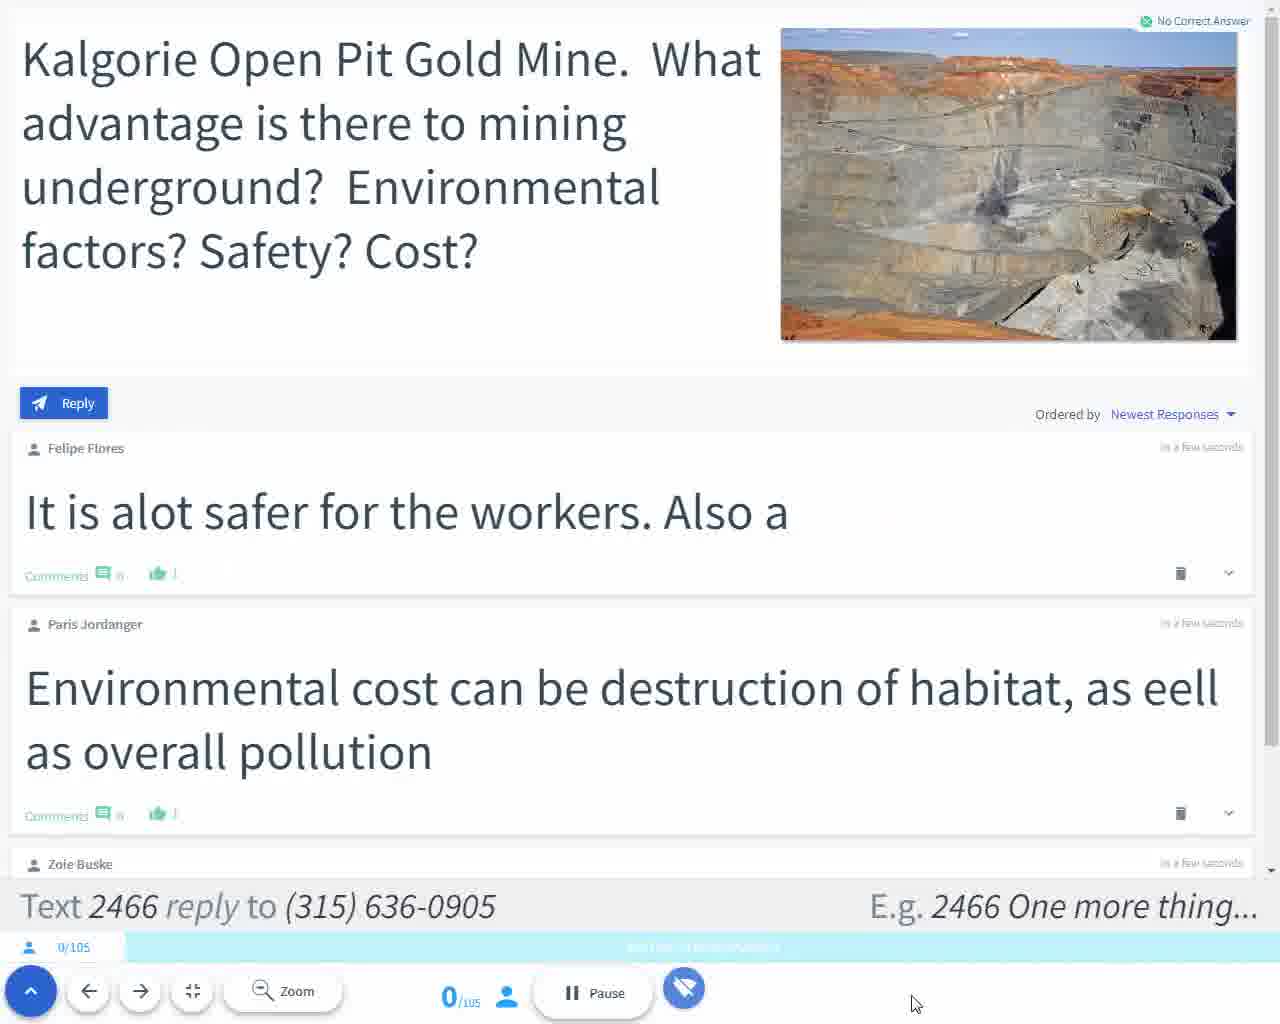 No Correct Answer
Kalgorie Open Pit Gold Mine. What
advantage is there to mining
underground? Environmental
factors? Safety? Cost?
Reply
Ordered by Newest Responses
Felipe Flores
in a few seconds
It is alot safer for the workers. Also a
Comments 0 1
Paris Jordanger
in a few seconds
Environmental cost can be destruction of habitat, as eell
as overall pollution
Comments 0 1
Zoie Buske
in a few seconds
Text 2466 reply to (315) 636-0905
E.g. 2466 One more thing...
0/105
Zoom
0/105
Pause